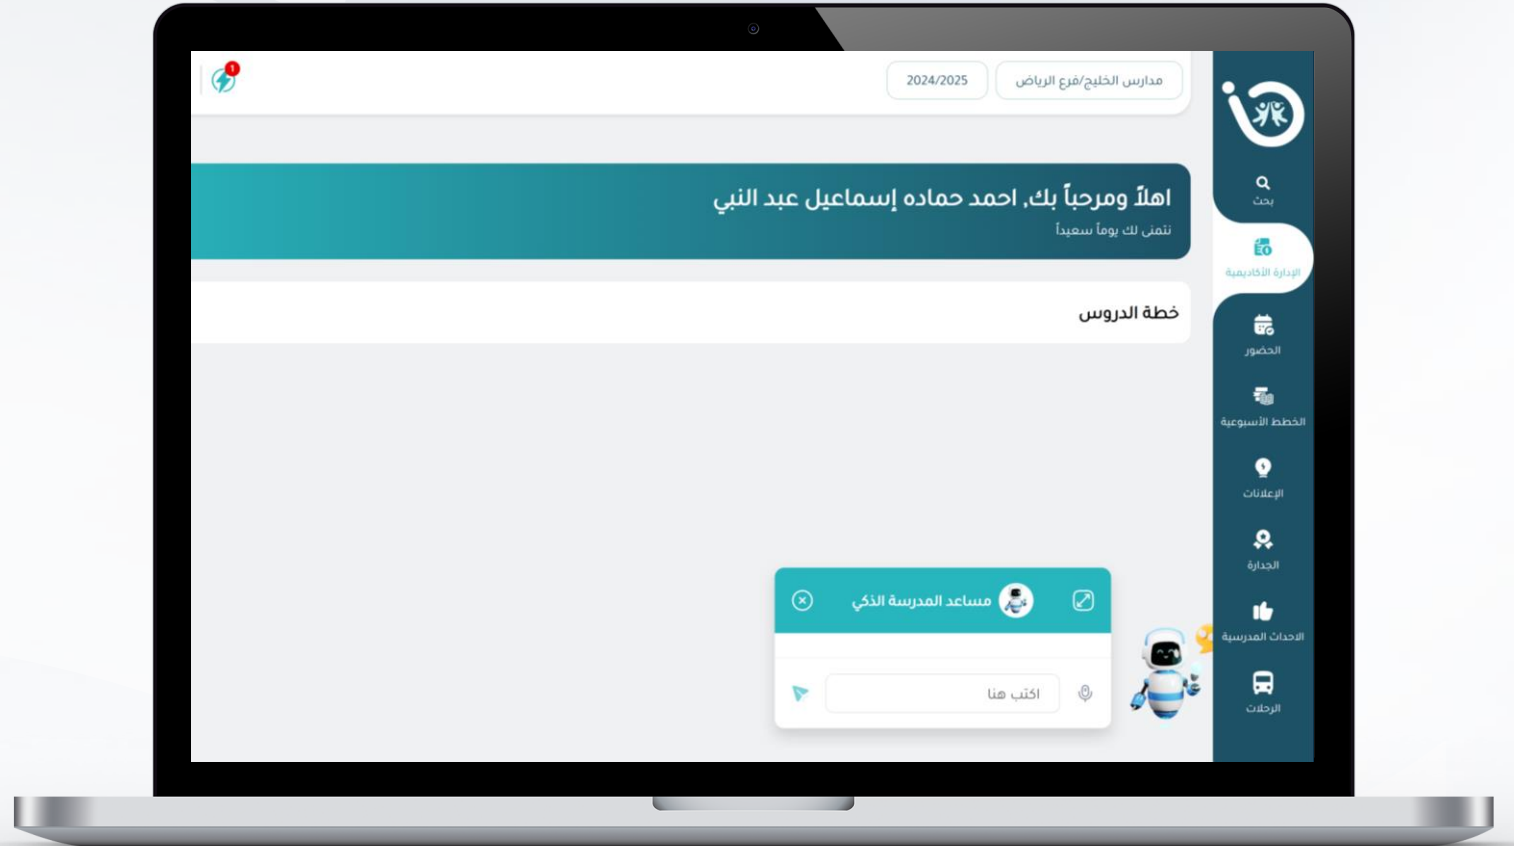 مدارس الخليج/فرع الرياض
2024/2025
1
بحث
الإدارة الأكاديمية
الحضور
الخطط الأسبوعية
الإعلانات
الجدارة
الاحداث المدرسية
الرحلات
اهلاً ومرحباً بك, احمد حماده إسماعيل عبد النبي
نتمنى لك يوماً سعيداً
خطة الدروس
مساعد المدرسة الذكي
اكتب هنا